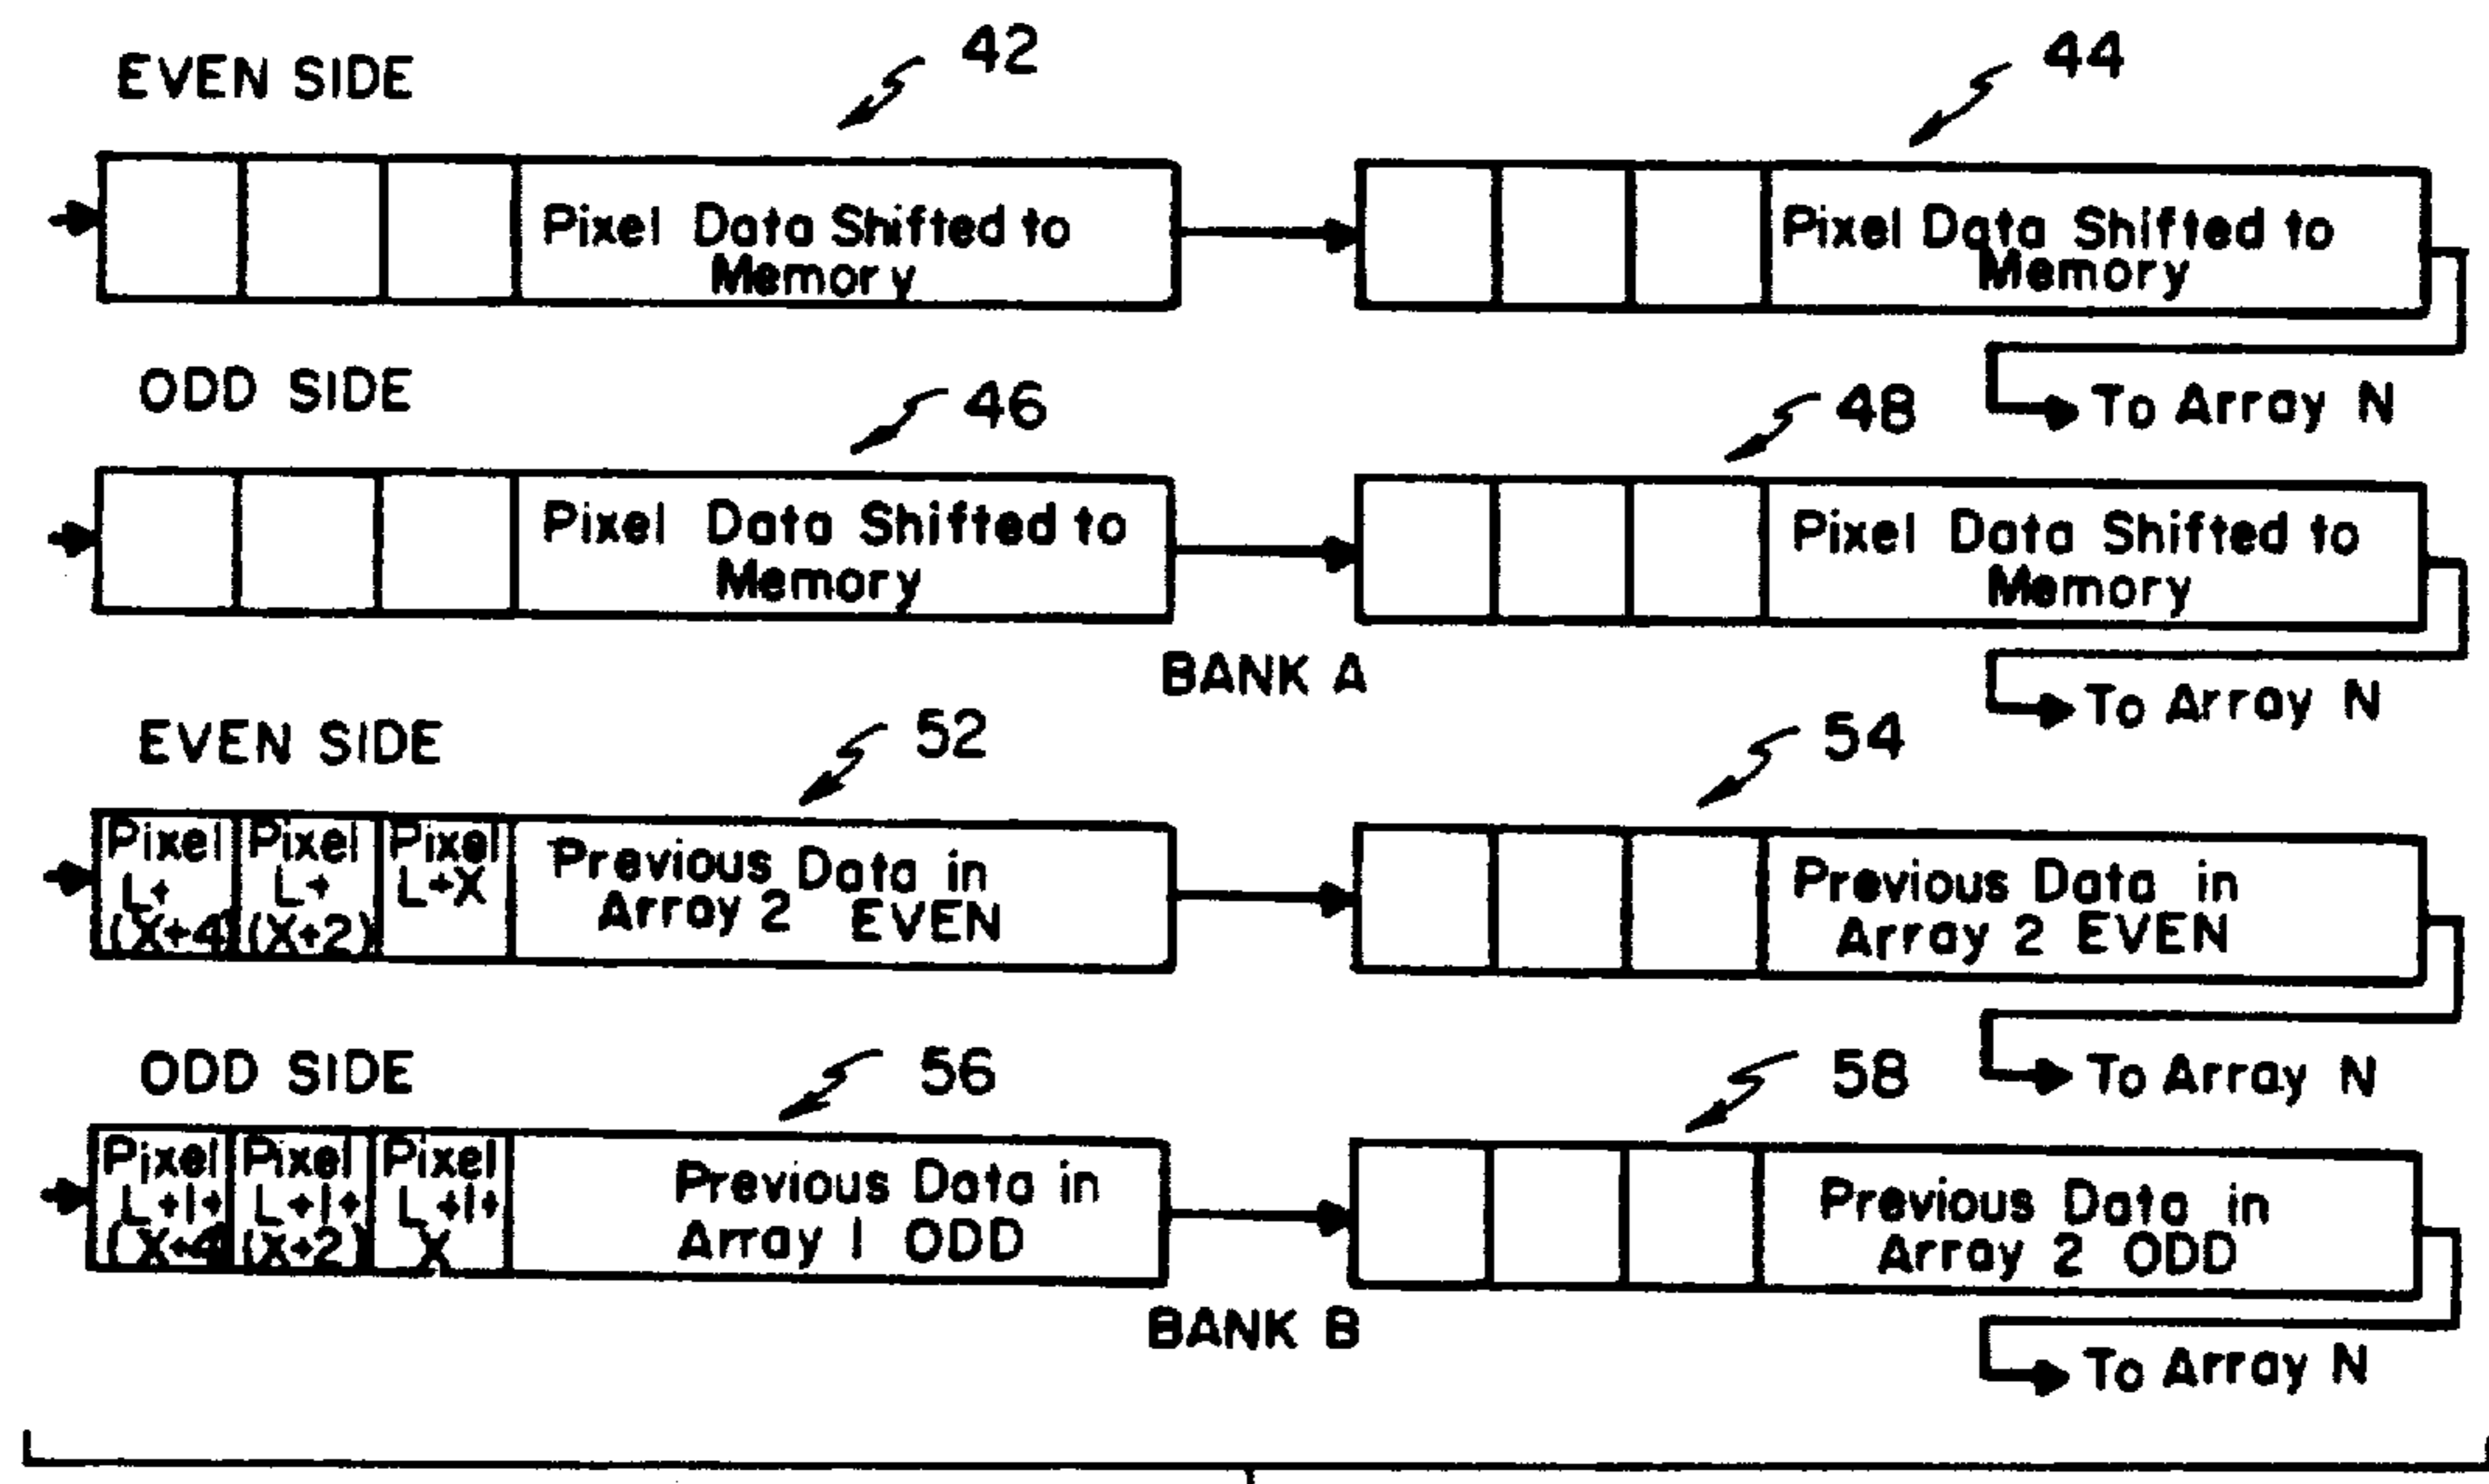 EVEN SIDE
42
44
Pixel Data Shifted to
Memory
Pixel Data Shifted to
Memory
To Array N
ODD SIDE
46
48
Pixel Data Shifted to
Memory
Pixel Data Shifted to
Memory
To Array N
BANK A
EVEN SIDE
52
54
Pixel
L+
(X+4)
Pixel
L+
(X+2)
Pixel
L+X
Previous Data in
Array 2 EVEN
Previous Data in
Array 2 EVEN
To Array N
ODD SIDE
56
58
Pixel
L+1+
(X+4)
Pixel
L+1+
(X+2)
Pixel
L+1+
X
Previous Data in
Array 1 ODD
Previous Data in
Array 2 ODD
To Array N
BANK B